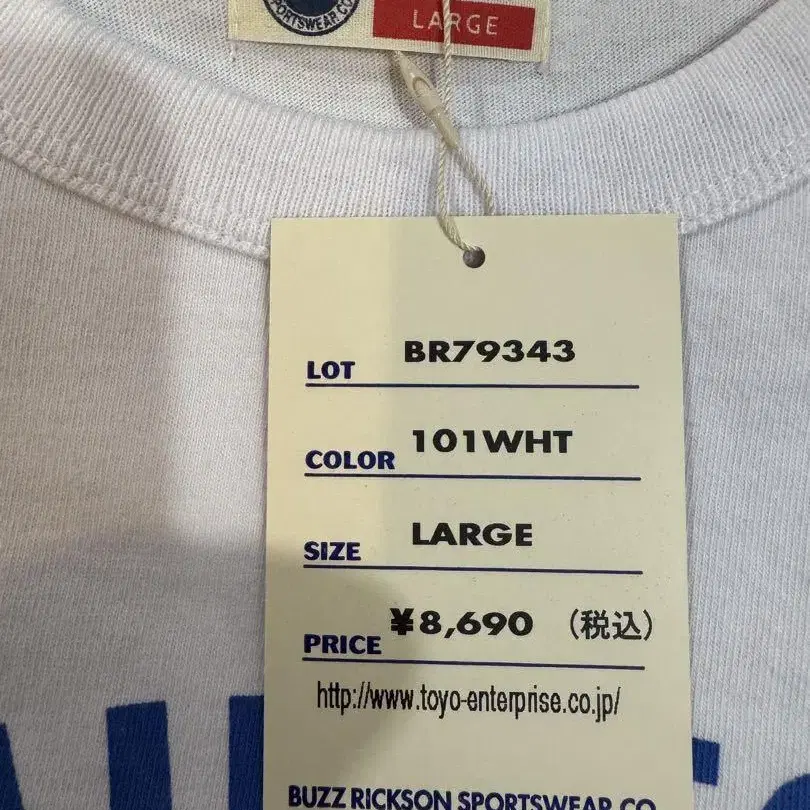 SPORTSWEAR CO
LARGE
LOT BR79343
COLOR 101WHT
SIZE LARGE
PRICE ¥8,690 (税込)
http://www.toyo-enterprise.co.jp/
BUZZ RICKSON SPORTSWEAR CO